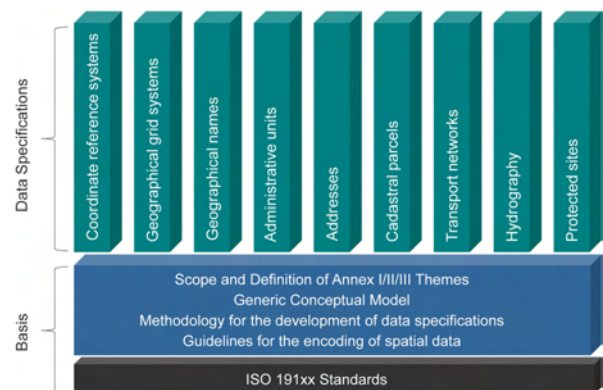 Data Specifications
Coordinate reference systems
Geographical grid systems
Geographical names
Administrative units
Addresses
Cadastral parcels
Transport networks
Hydrography
Protected sites
Basis
Scope and Definition of Annex I/II/III Themes
Generic Conceptual Model
Methodology for the development of data specifications
Guidelines for the encoding of spatial data
ISO 191xx Standards